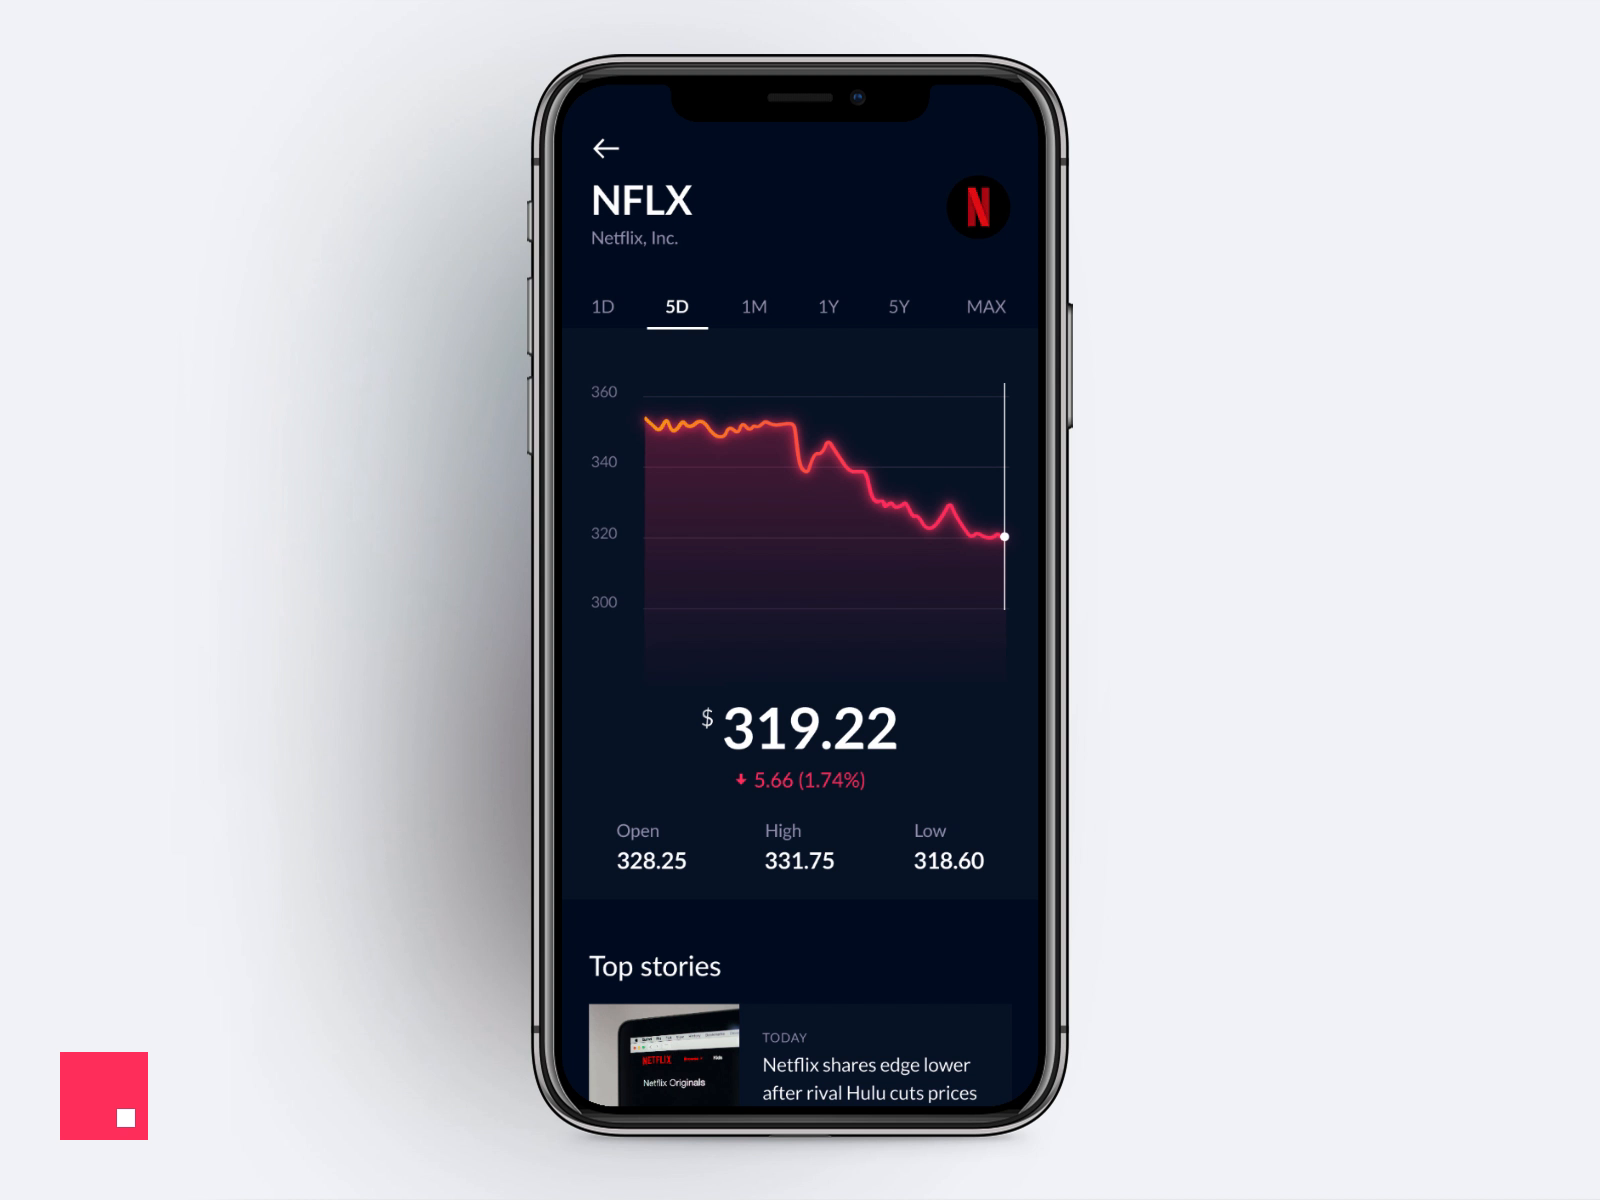 NFLX
Netflix, Inc.
N
1D 5D 1M 1Y 5Y MAX
360
340
320
300
$ 319.22
5.66 (1.74%)
Open High Low
328.25 331.75 318.60
Top stories
NETFLIX Kids
Netflix Originals
TODAY
Netflix shares edge lower
after rival Hulu cuts prices